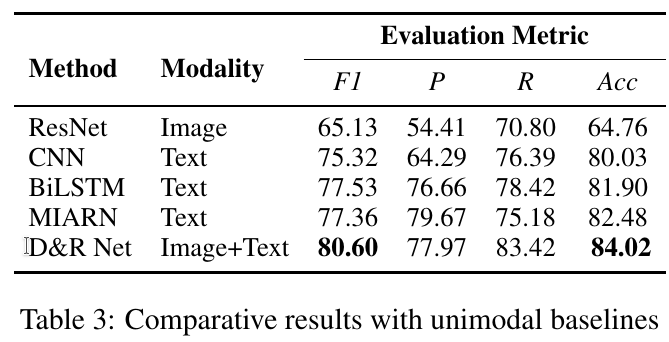 Evaluation Metric
Method Modality
F1 P R Acc
ResNet Image 65.13 54.41 70.80 64.76
CNN Text 75.32 64.29 76.39 80.03
BiLSTM Text 77.53 76.66 78.42 81.90
MIARN Text 77.36 79.67 75.18 82.48
D&R Net Image+Text 80.60 77.97 83.42 84.02
Table 3: Comparative results with unimodal baselines